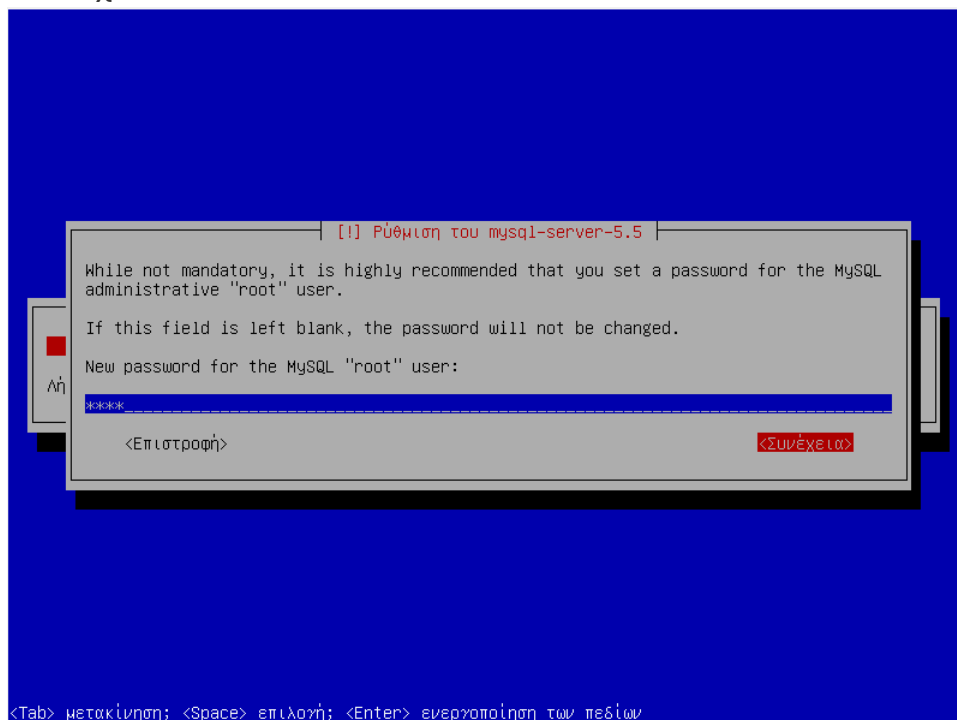 [!] Ρύθμιση του mysql-server-5.5
While not mandatory, it is highly recommended that you set a password for the MySQL
administrative "root" user.
If this field is left blank, the password will not be changed.
New password for the MySQL "root" user:
Λή
****
<Επιστροφή> <Συνέχεια>
<Tab> μετακίνηση; <Space> επιλογή; <Enter> ενεργοποίηση των πεδίων